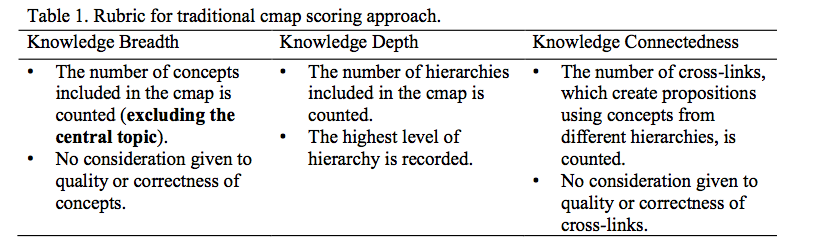 Table 1. Rubric for traditional cmap scoring approach.
Knowledge Breadth
Knowledge Depth
Knowledge Connectedness
• The number of concepts
included in the cmap is
counted (excluding the
central topic).
• No consideration given to
quality or correctness of
concepts.
• The number of hierarchies
included in the cmap is
counted.
• The highest level of
hierarchy is recorded.
• The number of cross-links,
which create propositions
using concepts from
different hierarchies, is
counted.
• No consideration given to
quality or correctness of
cross-links.